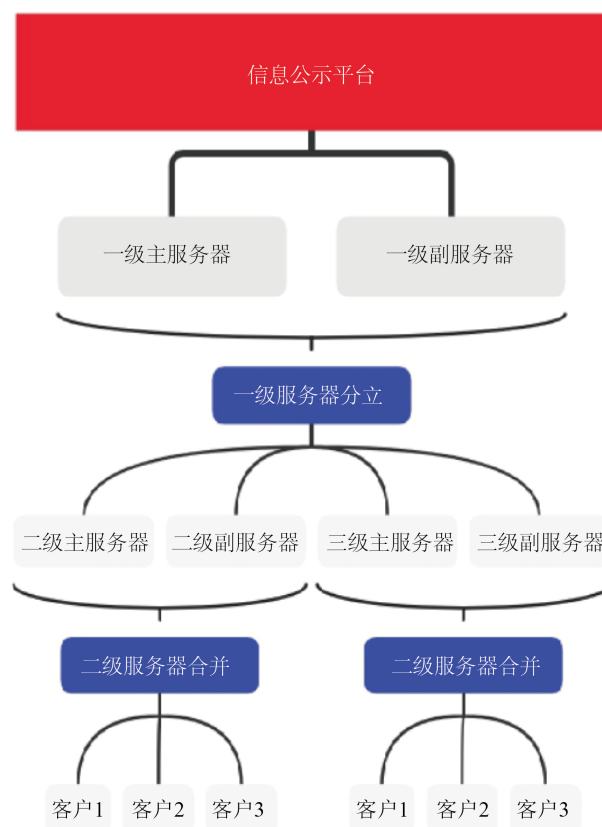 信息公示平台
一级主服务器
一级副服务器
一级服务器分立
二级主服务器
二级副服务器
三级主服务器
三级副服务器
二级服务器合并
二级服务器合并
客户1
客户2
客户3
客户1
客户2
客户3